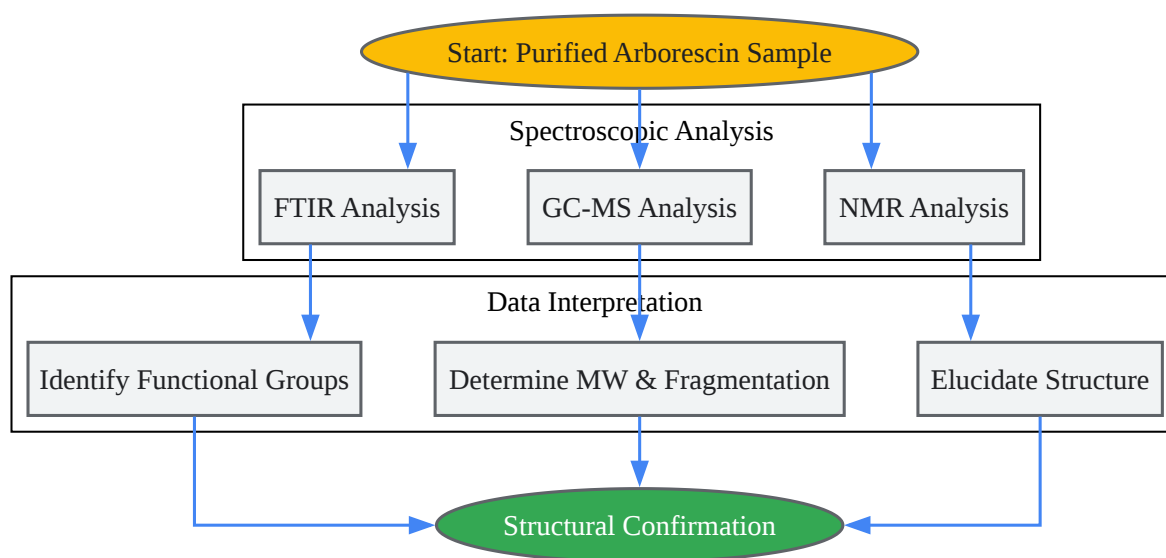 Start: Purified Arborescin Sample
Spectroscopic Analysis
FTIR Analysis
GC-MS Analysis
NMR Analysis
Data Interpretation
Identify Functional Groups
Determine MW & Fragmentation
Elucidate Structure
Structural Confirmation